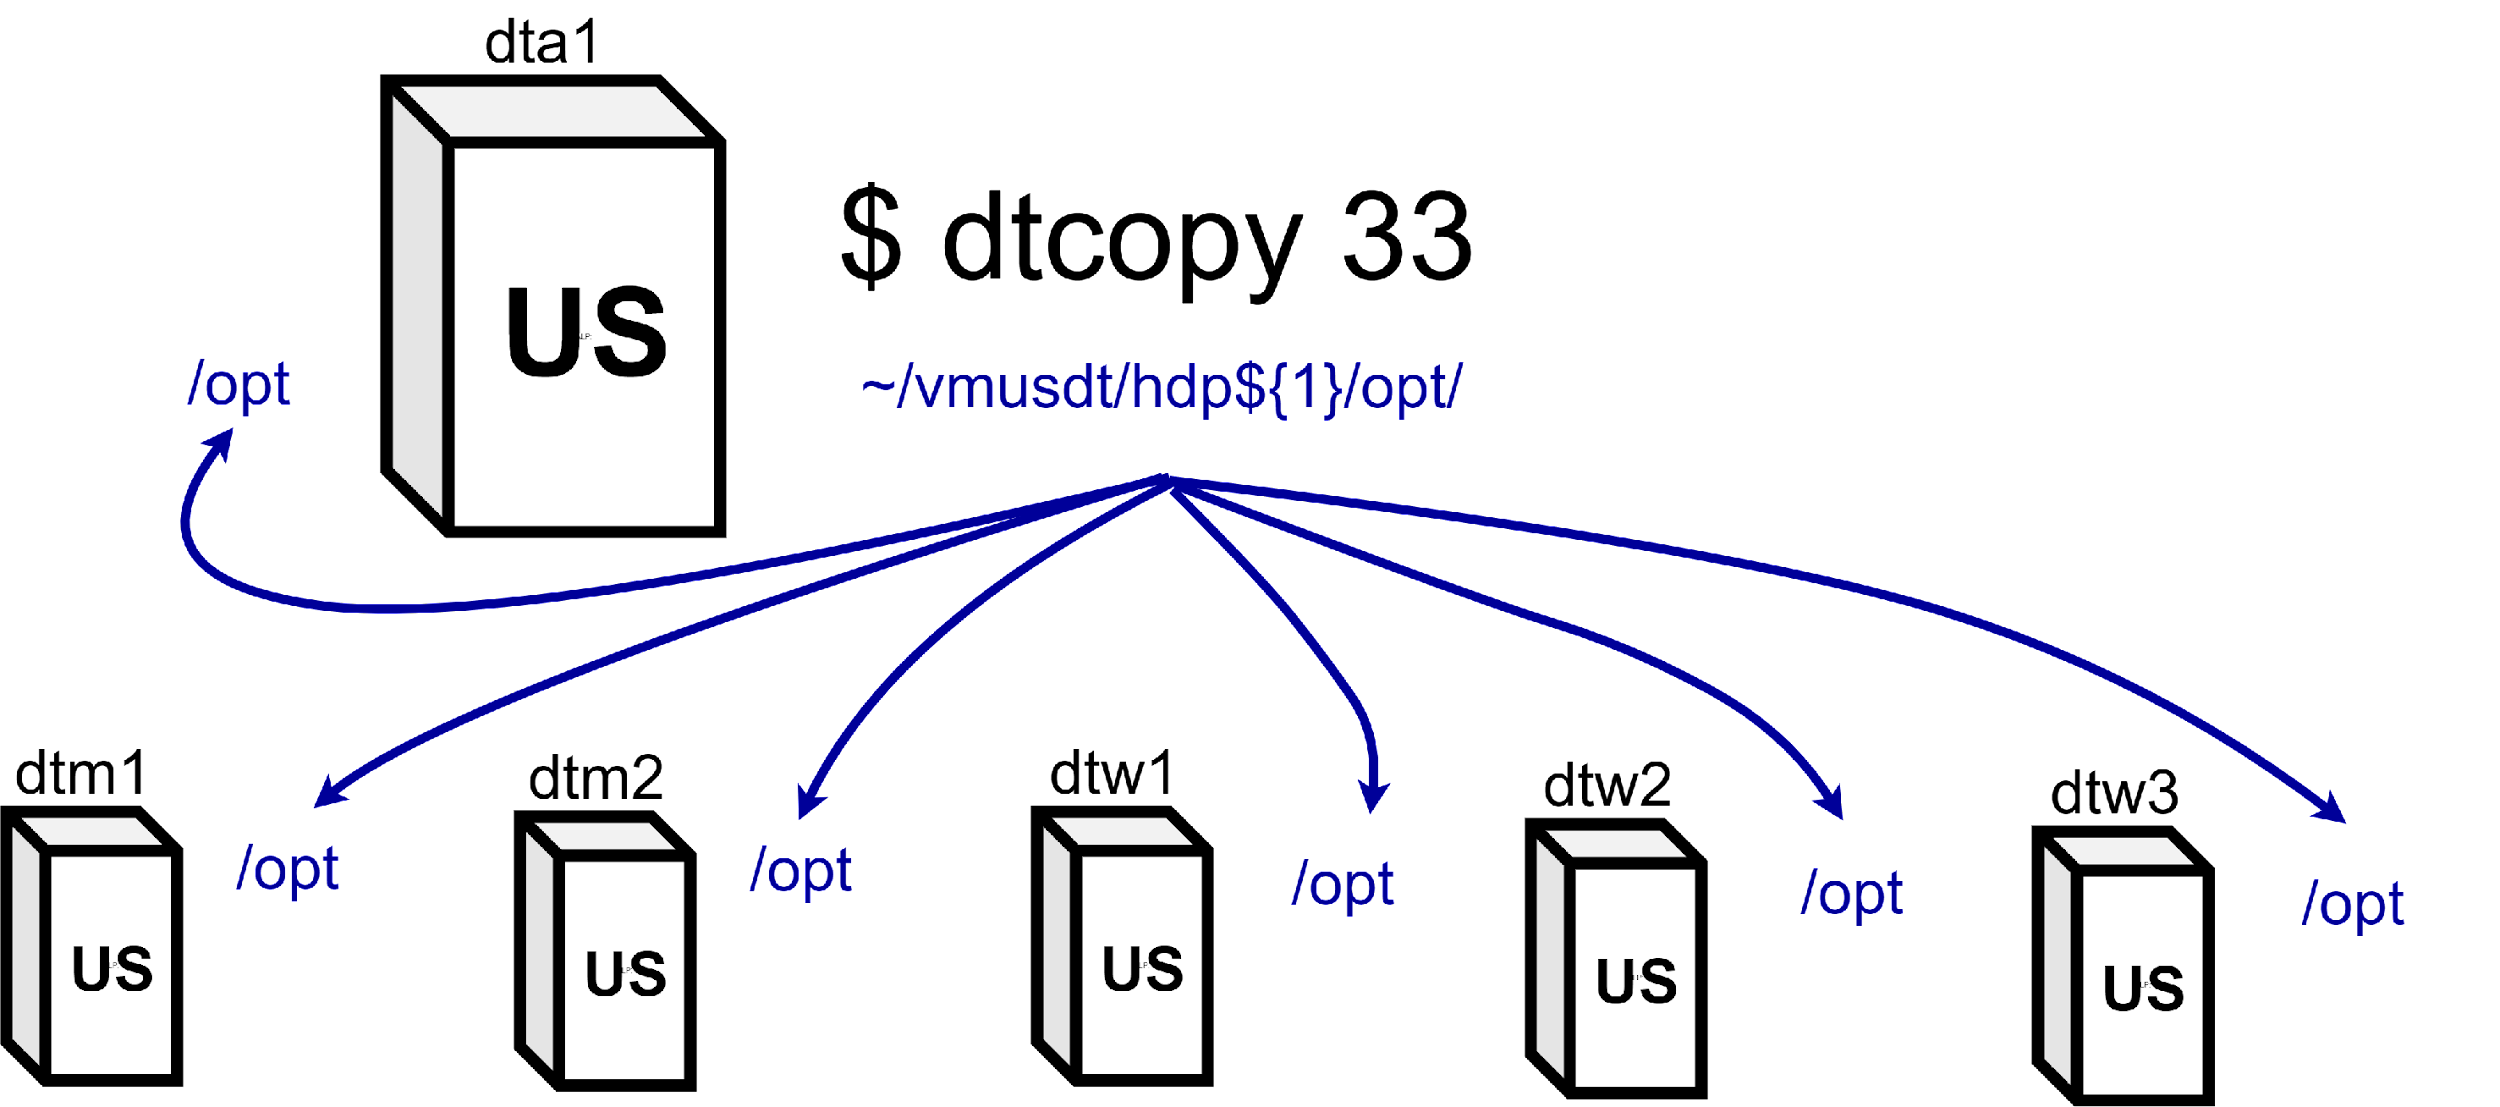 dta1
$ dtcopy 33
US
/opt
~/vmusdt/hdp${1}/opt/
dtm1
dtm2
dtw1
dtw2
dtw3
/opt
/opt
/opt
/opt
/opt
US
US
US
US
US